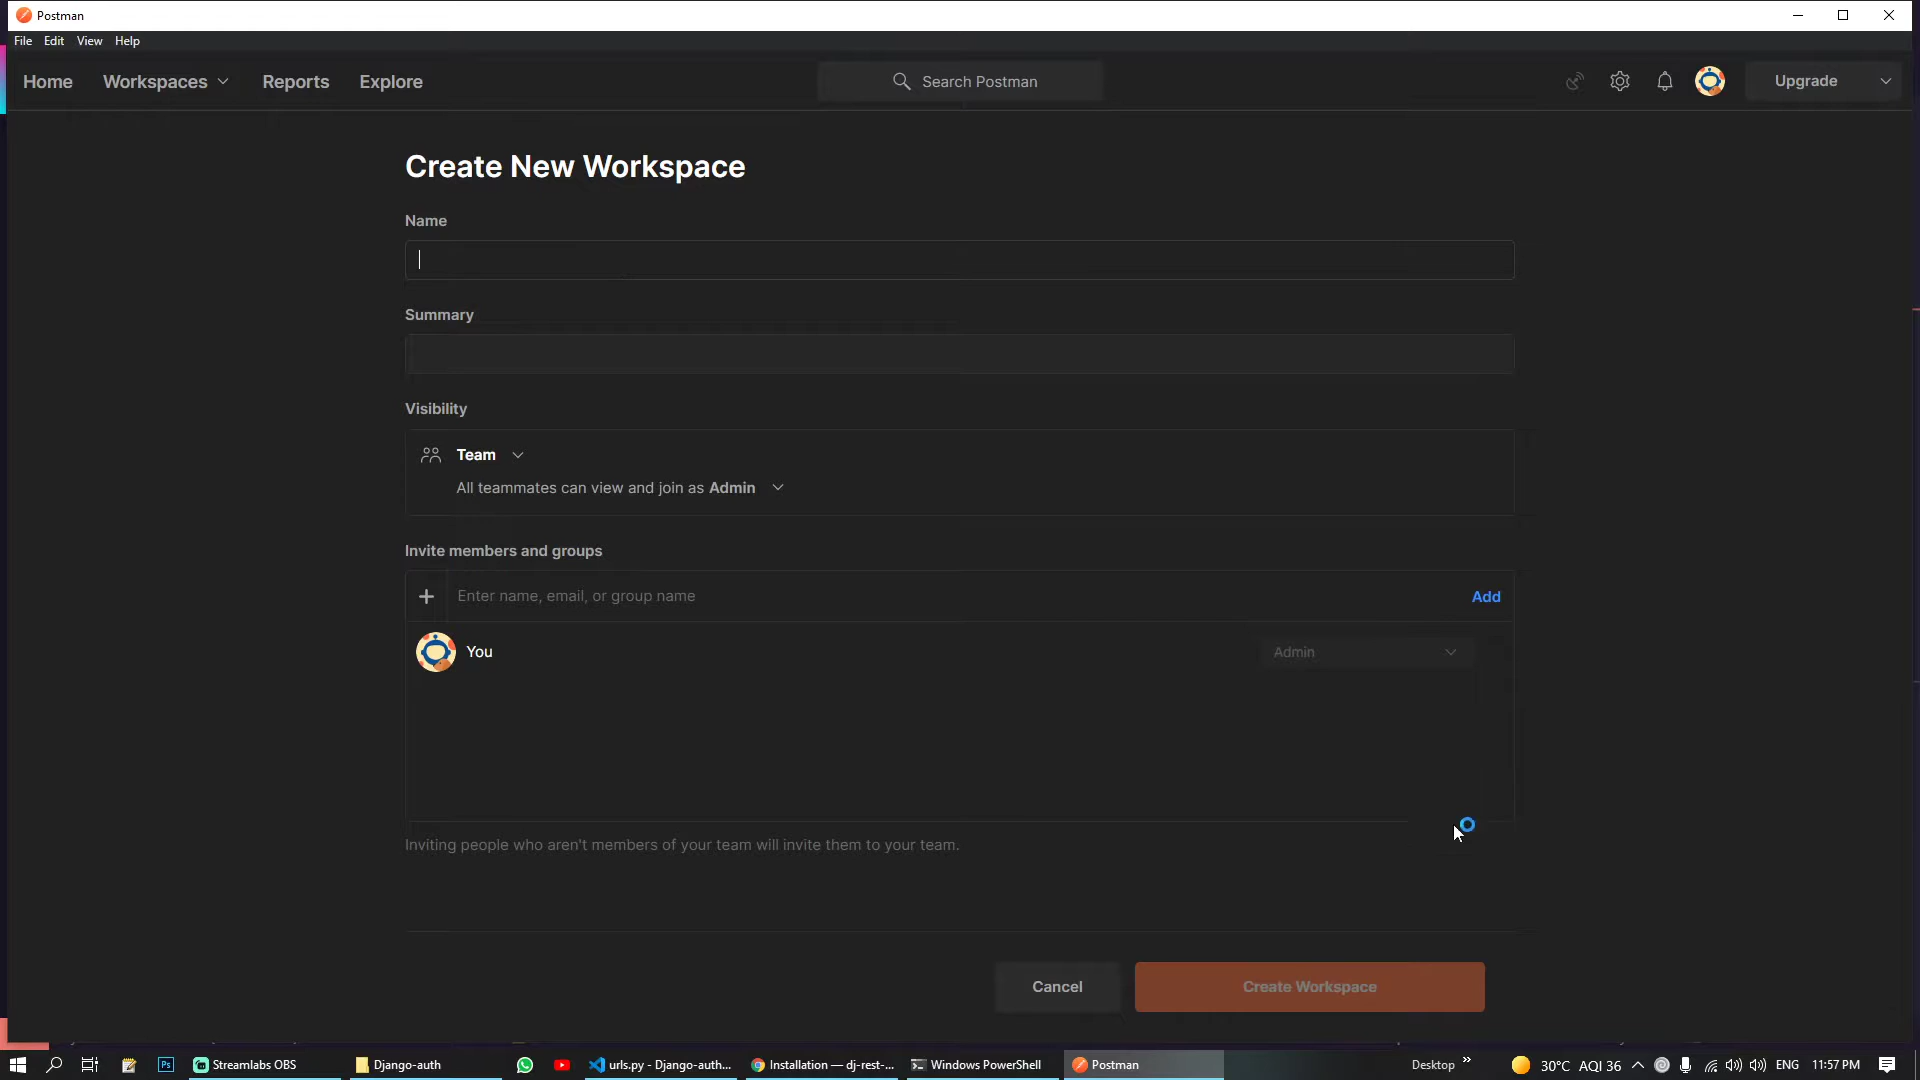 Postman
File Edit View Help
Home Workspaces Reports Explore Search Postman Upgrade
Create New Workspace
Name
Summary
Visibility
Team
All teammates can view and join as Admin
Invite members and groups
Enter name, email, or group name Add
You Admin
Inviting people who aren't members of your team will invite them to your team.
Cancel Create Workspace
Ps Streamlabs OBS Django-auth urls.py - Django-auth... Installation — dj-rest-... Windows PowerShell Postman Desktop 30°C AQI 36 ENG 11:57 PM